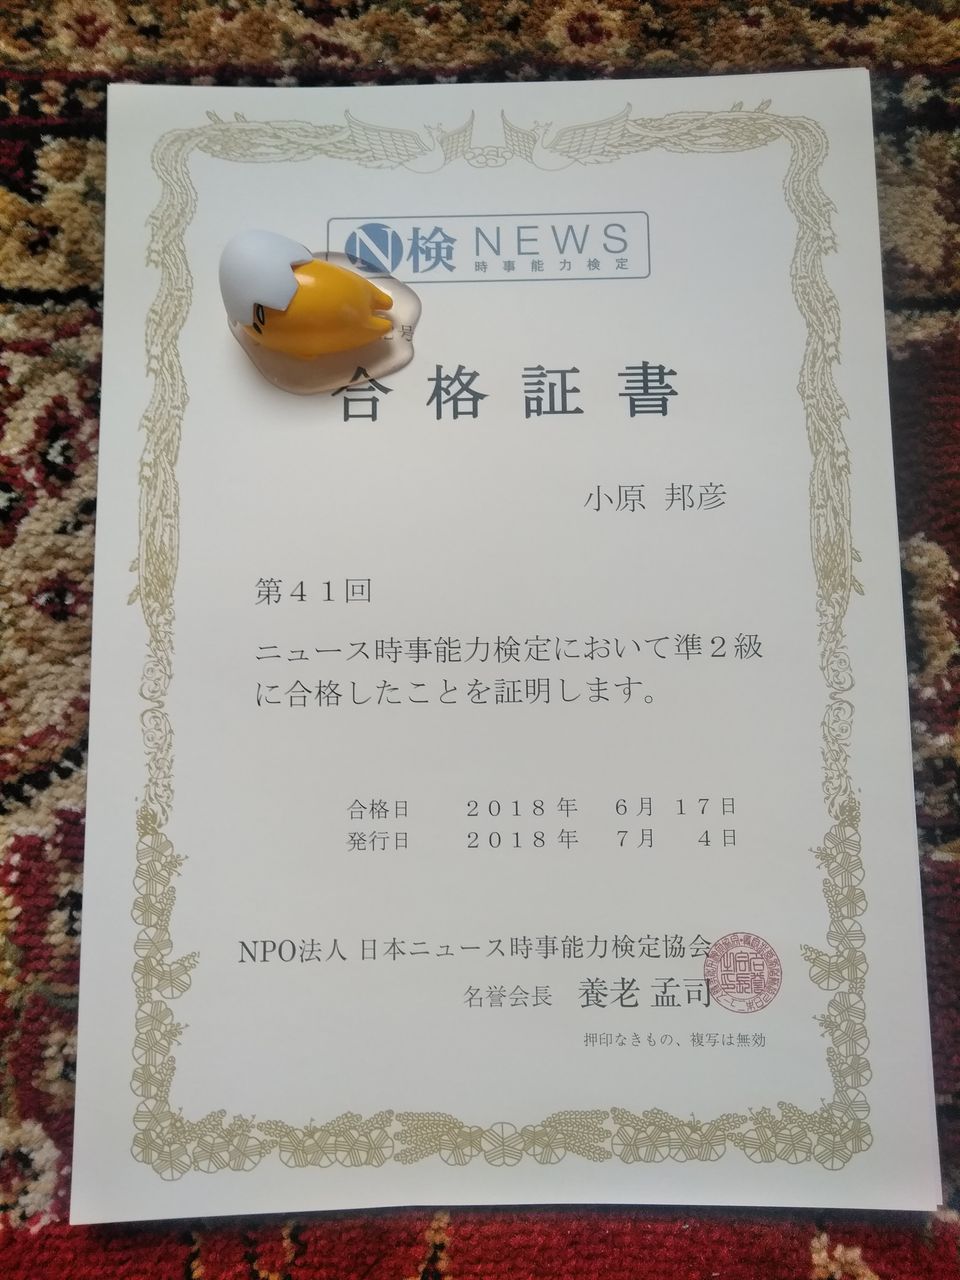 N検 NEWS
時事能力検定
号
合格証書
小原 邦彦
第４１回
ニュース時事能力検定において準２級
に合格したことを証明します。
合格日 ２０１８年 ６月 １７日
発行日 ２０１８年 ７月 ４日
NPO法人 日本ニュース時事能力検定協会
名誉会長 養老 孟司
押印なきもの、複写は無効